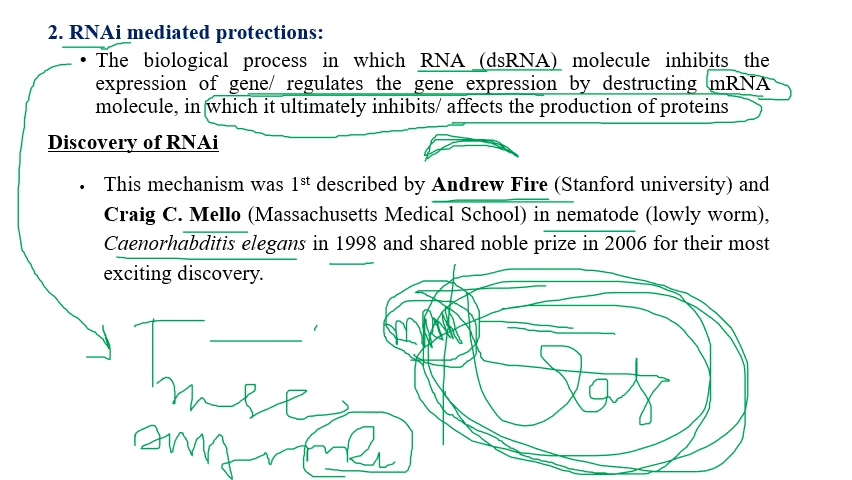 2. RNAi mediated protections:
• The biological process in which RNA (dsRNA) molecule inhibits the
expression of gene/ regulates the gene expression by destructing mRNA
molecule, in which it ultimately inhibits/ affects the production of proteins
Discovery of RNAi
• This mechanism was 1st described by Andrew Fire (Stanford university) and
Craig C. Mello (Massachusetts Medical School) in nematode (lowly worm),
Caenorhabditis elegans in 1998 and shared noble prize in 2006 for their most
exciting discovery.